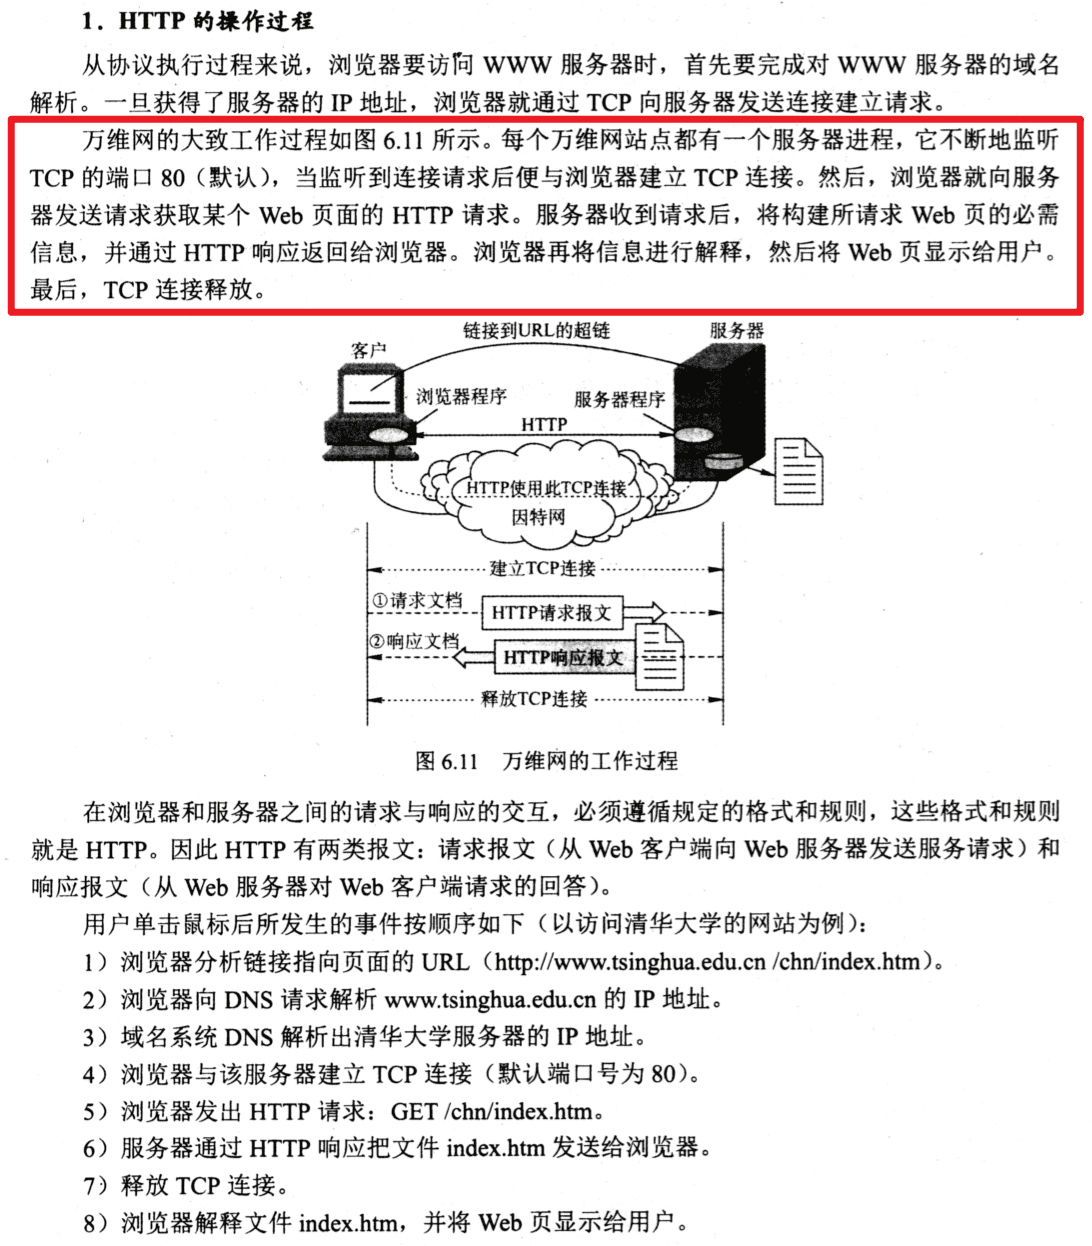 1．HTTP 的操作过程
从协议执行过程来说，浏览器要访问 WWW 服务器时，首先要完成对 WWW 服务器的域名
解析。一旦获得了服务器的 IP 地址，浏览器就通过 TCP 向服务器发送连接建立请求。
万维网的大致工作过程如图 6.11 所示。每个万维网站点都有一个服务器进程，它不断地监听
TCP 的端口 80（默认），当监听到连接请求后便与浏览器建立 TCP 连接。然后，浏览器就向服务
器发送请求获取某个 Web 页面的 HTTP 请求。服务器收到请求后，将构建所请求 Web 页的必需
信息，并通过 HTTP 响应返回给浏览器。浏览器再将信息进行解释，然后将 Web 页显示给用户。
最后，TCP 连接释放。
链接到URL的超链
服务器
客户
浏览器程序
服务器程序
HTTP
HTTP使用此TCP连接
因特网
建立TCP连接
①请求文档
HTTP请求报文
②响应文档
HTTP响应报文
释放TCP连接
图 6.11 万维网的工作过程
在浏览器和服务器之间的请求与响应的交互，必须遵循规定的格式和规则，这些格式和规则
就是 HTTP。因此 HTTP 有两类报文：请求报文（从 Web 客户端向 Web 服务器发送服务请求）和
响应报文（从 Web 服务器对 Web 客户端请求的回答）。
用户单击鼠标后所发生的事件按顺序如下（以访问清华大学的网站为例）：
1）浏览器分析链接指向页面的 URL（http://www.tsinghua.edu.cn /chn/index.htm）。
2）浏览器向 DNS 请求解析 www.tsinghua.edu.cn 的 IP 地址。
3）域名系统 DNS 解析出清华大学服务器的 IP 地址。
4）浏览器与该服务器建立 TCP 连接（默认端口号为 80）。
5）浏览器发出 HTTP 请求：GET /chn/index.htm。
6）服务器通过 HTTP 响应把文件 index.htm 发送给浏览器。
7）释放 TCP 连接。
8）浏览器解释文件 index.htm，并将 Web 页显示给用户。